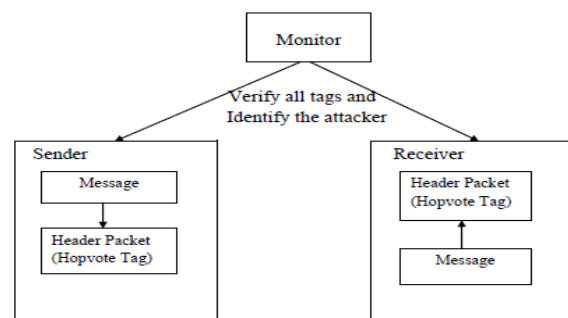 Monitor
Verify all tags and
Identify the attacker
Sender
Message
Header Packet
(Hopvote Tag)
Receiver
Header Packet
(Hopvote Tag)
Message